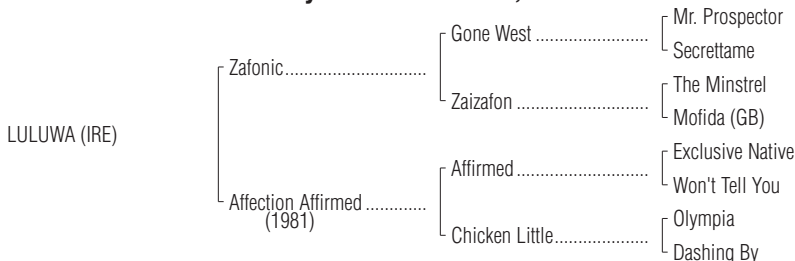 Mr. Prospector
Gone West ..............................
Secrettame
Zafonic.............................
The Minstrel
Zaizafon ..............................
Mofida (GB)
LULUWA (IRE)
Exclusive Native
Affirmed ..............................
Won't Tell You
Affection Affirmed .............
(1981)
Olympia
Chicken Little.........................
Dashing By